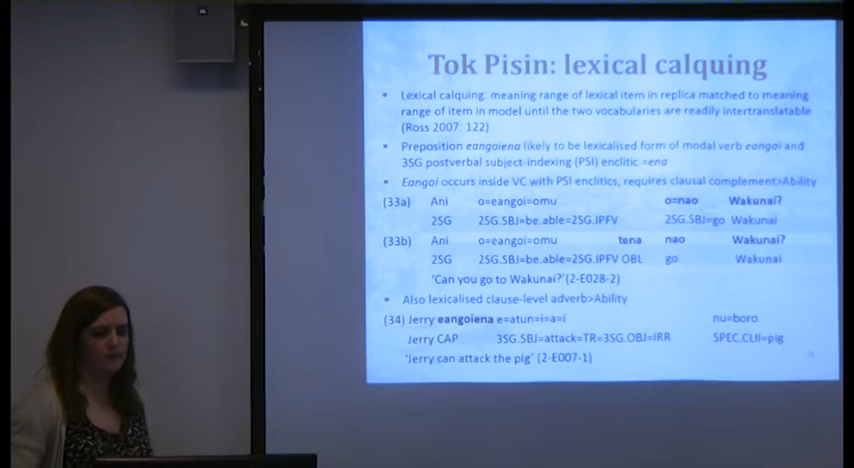 Tok Pisin: lexical calquing
▪ Lexical calquing: meaning range of lexical item in replica matched to meaning
range of item in model until the two vocabularies are readily intertranslatable
(Ross 2007: 122)
▪ Preposition eangoiena likely to be lexicalised form of modal verb eangoi and
3SG postverbal subject-indexing (PSI) enclitic =ena
▪ Eangoi occurs inside VC with PSI enclitics, requires clausal complement>Ability
(33a) Ani o=eangoi=omu o=nao Wakunai?
2SG 2SG.SBJ=be.able=2SG.IPFV 2SG.SBJ=go Wakunai
(33b) Ani o=eangoi=omu tena nao Wakunai?
2SG 2SG.SBJ=be.able=2SG.IPFV OBL go Wakunai
‘Can you go to Wakunai?’(2-E028-2)
▪ Also lexicalised clause-level adverb>Ability
(34) Jerry eangoiena e=atun=i=a=i nu=boro
Jerry CAP 3SG.SBJ=attack=TR=3SG.OBJ=IRR SPEC.CLII=pig
‘Jerry can attack the pig’ (2-E007-1)